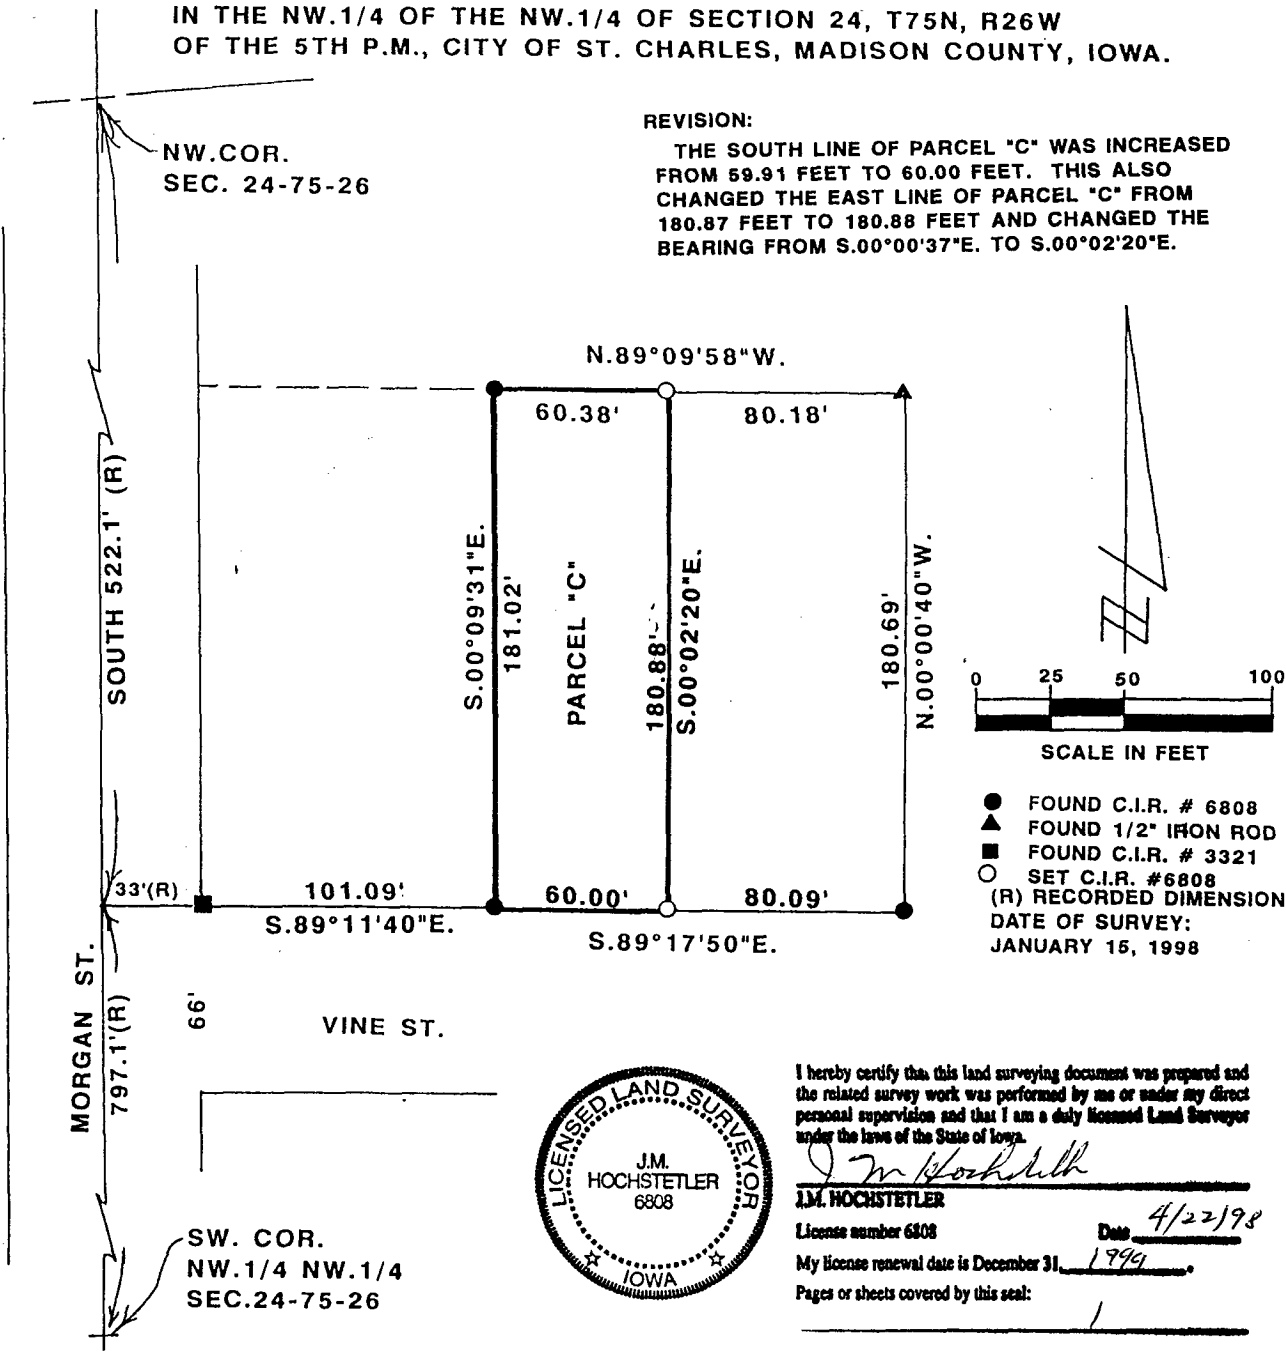 IN THE NW.1/4 OF THE NW.1/4 OF SECTION 24, T75N, R26W
OF THE 5TH P.M., CITY OF ST. CHARLES, MADISON COUNTY, IOWA.
REVISION:
THE SOUTH LINE OF PARCEL "C" WAS INCREASED
FROM 59.91 FEET TO 60.00 FEET. THIS ALSO
CHANGED THE EAST LINE OF PARCEL "C" FROM
180.87 FEET TO 180.88 FEET AND CHANGED THE
BEARING FROM S.00°00'37"E. TO S.00°02'20"E.
NW.COR.
SEC. 24-75-26
N.89°09'58"W.
60.38'
80.18'
SOUTH 522.1' (R)
S.00°09'31"E.
181.02'
PARCEL "C"
180.88'
S.00°02'20"E.
180.69'
N.00°00'40"W.
0 25 50 100
SCALE IN FEET
FOUND C.I.R. # 6808
FOUND 1/2" IRON ROD
FOUND C.I.R. # 3321
SET C.I.R. #6808
(R) RECORDED DIMENSION
DATE OF SURVEY:
JANUARY 15, 1998
33'(R)
101.09'
60.00'
80.09'
S.89°11'40"E.
S.89°17'50"E.
MORGAN ST.
797.1'(R)
66'
VINE ST.
SW. COR.
NW.1/4 NW.1/4
SEC.24-75-26
LICENSED LAND SURVEYOR
J.M.
HOCHSTETLER
6808
IOWA
I hereby certify that this land surveying document was prepared and
the related survey work was performed by me or under my direct
personal supervision and that I am a duly licensed Land Surveyor
under the laws of the State of Iowa.
J M Hochstetler
J.M. HOCHSTETLER
License number 6808
Date 4/22/98
My license renewal date is December 31, 1999.
Pages or sheets covered by this seal:
1
N